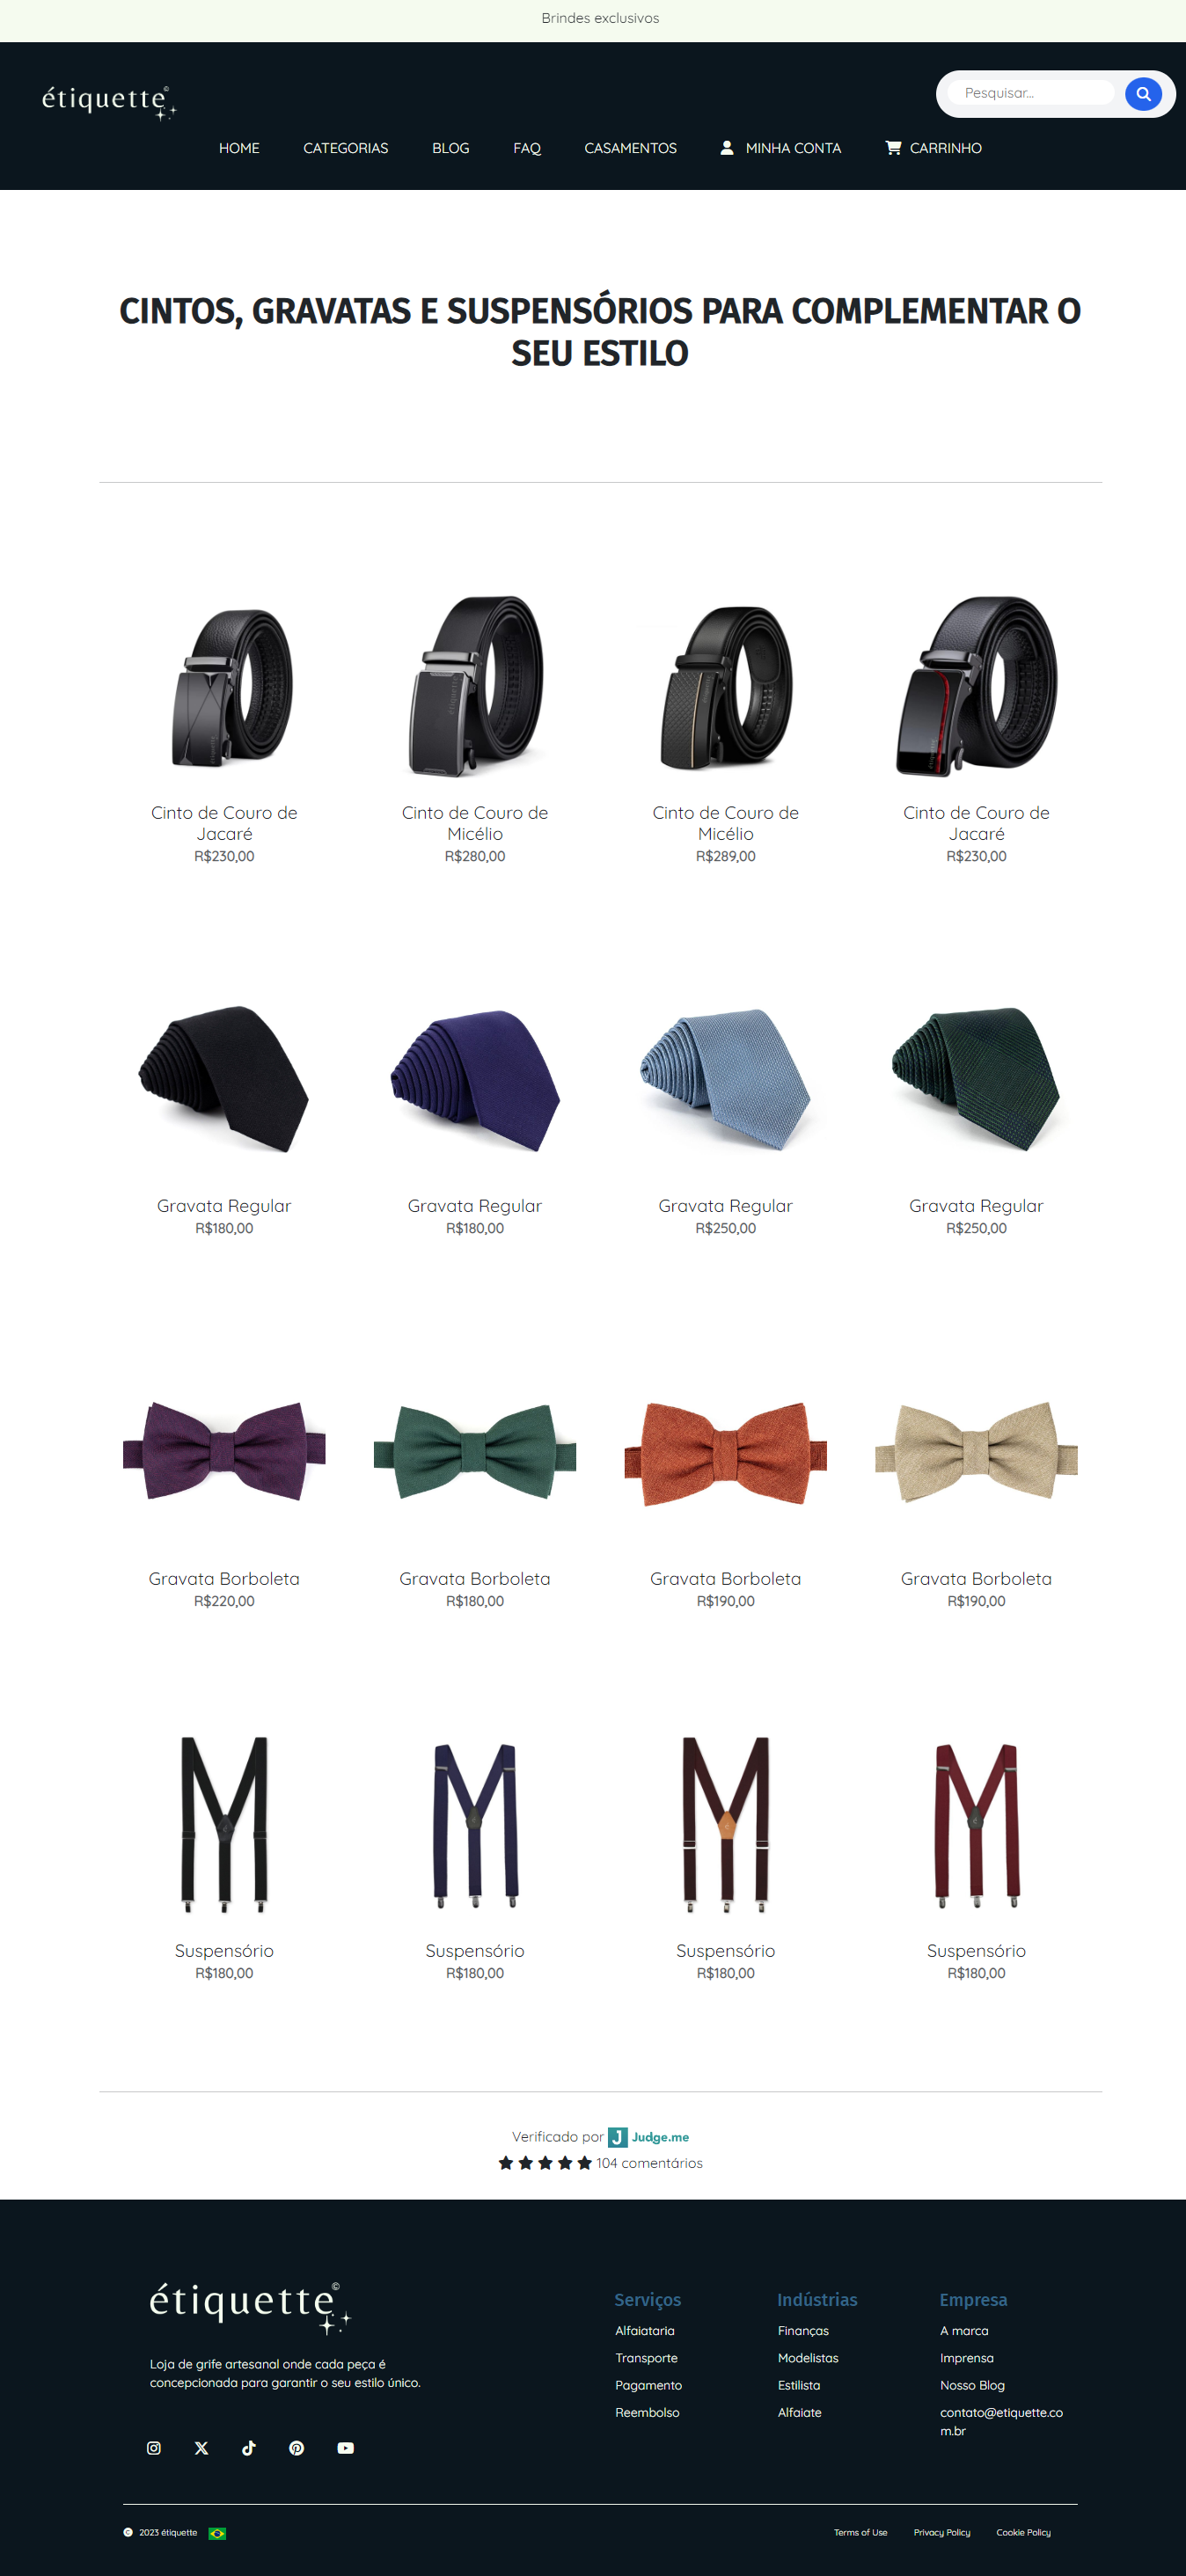 Brindes exclusivos
étiquette©
Pesquisar...
HOME CATEGORIAS BLOG FAQ CASAMENTOS MINHA CONTA CARRINHO
CINTOS, GRAVATAS E SUSPENSÓRIOS PARA COMPLEMENTAR O
SEU ESTILO
étiquette
étiquette
étiquette
Cinto de Couro de
Jacaré
R$230,00
Cinto de Couro de
Micélio
R$280,00
Cinto de Couro de
Micélio
R$289,00
Cinto de Couro de
Jacaré
R$230,00
Gravata Regular
R$180,00
Gravata Regular
R$180,00
Gravata Regular
R$250,00
Gravata Regular
R$250,00
Gravata Borboleta
R$220,00
Gravata Borboleta
R$180,00
Gravata Borboleta
R$190,00
Gravata Borboleta
R$190,00
Suspensório
R$180,00
Suspensório
R$180,00
Suspensório
R$180,00
Suspensório
R$180,00
Verificado por J Judge.me
104 comentários
étiquette©
Loja de grife artesanal onde cada peça é
concepcionada para garantir o seu estilo único.
Serviços
Alfaiataria
Transporte
Pagamento
Reembolso
Indústrias
Finanças
Modelistas
Estilista
Alfaiate
Empresa
A marca
Imprensa
Nosso Blog
contato@etiquette.co
m.br
© 2023 étiquette
Terms of Use Privacy Policy Cookie Policy